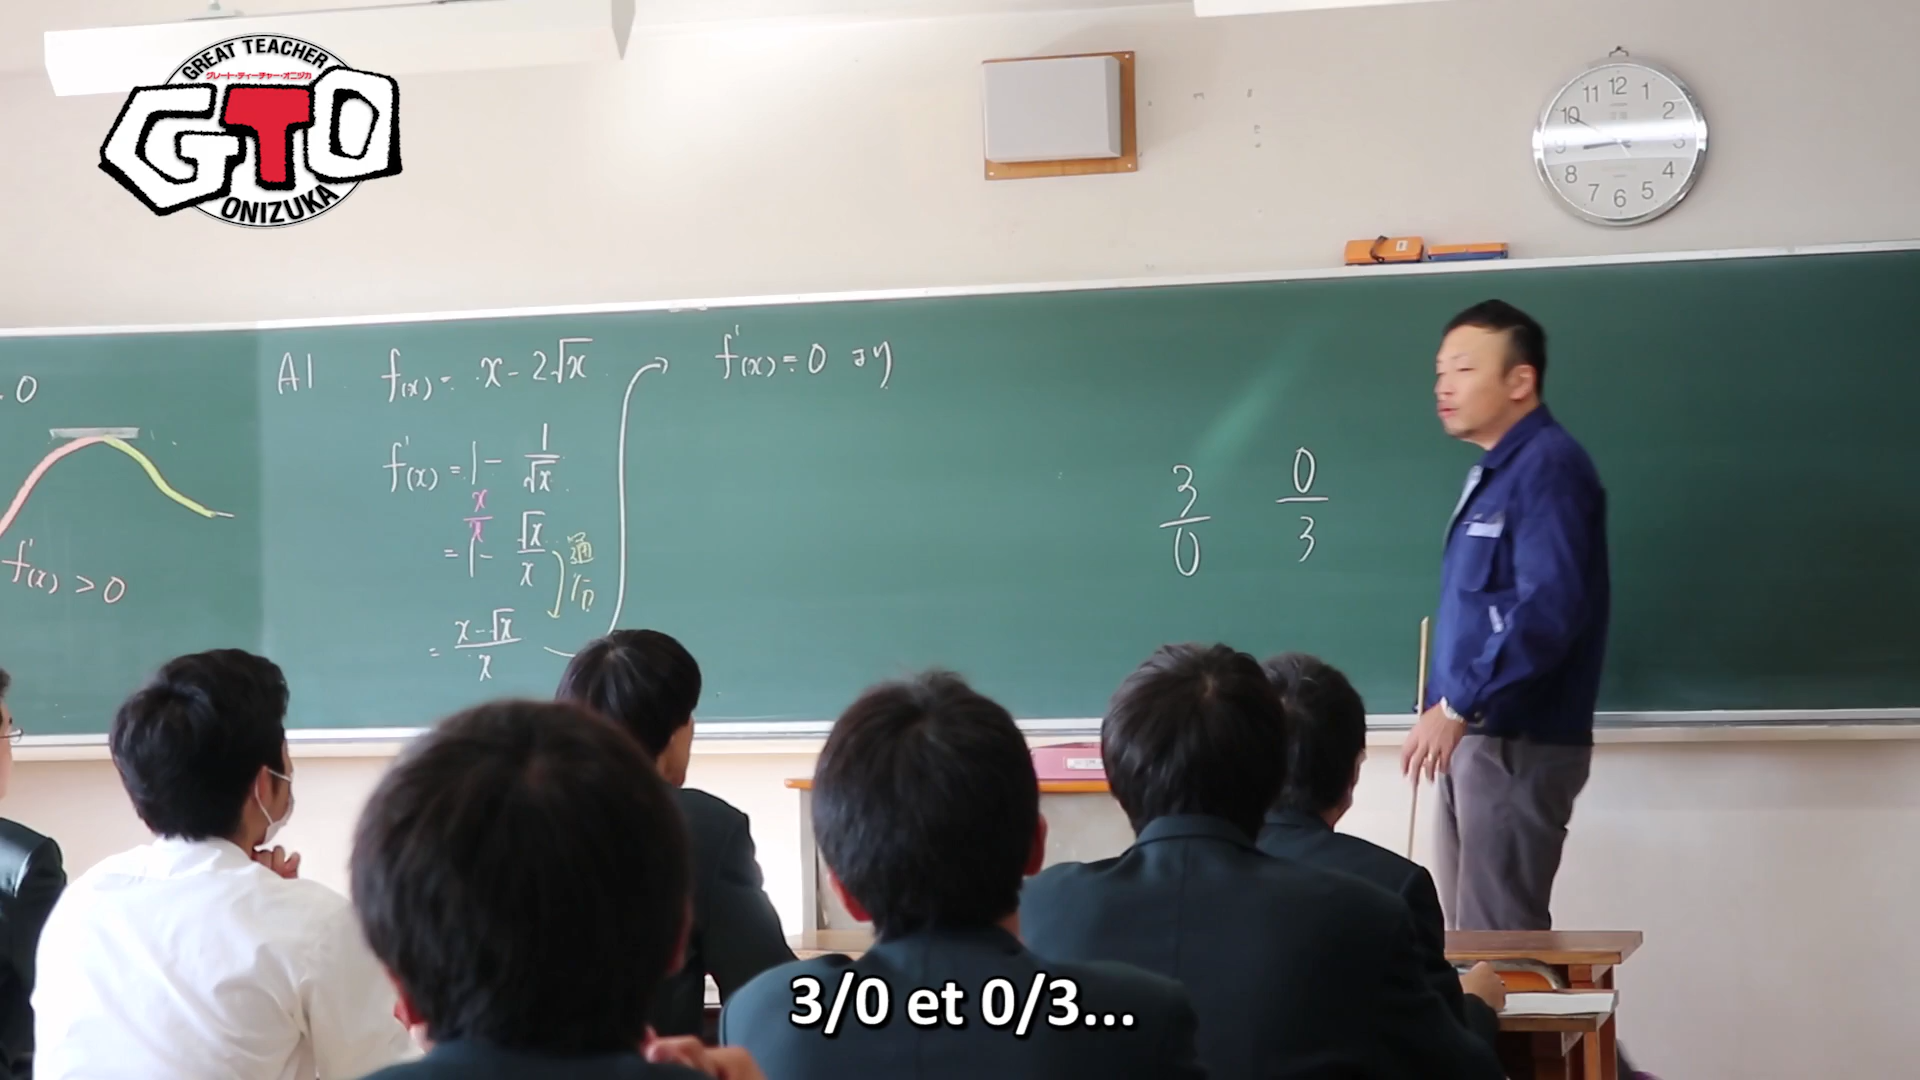 GREAT TEACHER
グレート・ティーチャー・オニヅカ
GTO
ONIZUKA
11 12 1
10 2
9 3
8 4
7 6 5
0
f'(x) > 0
A1 f(x) = x - 2√x
f'(x) = 1 - 1/√x
x/x
= 1 - √x/x
通分
= (x - √x)/x
f'(x) = 0 より
3/0 0/3
3/0 et 0/3...